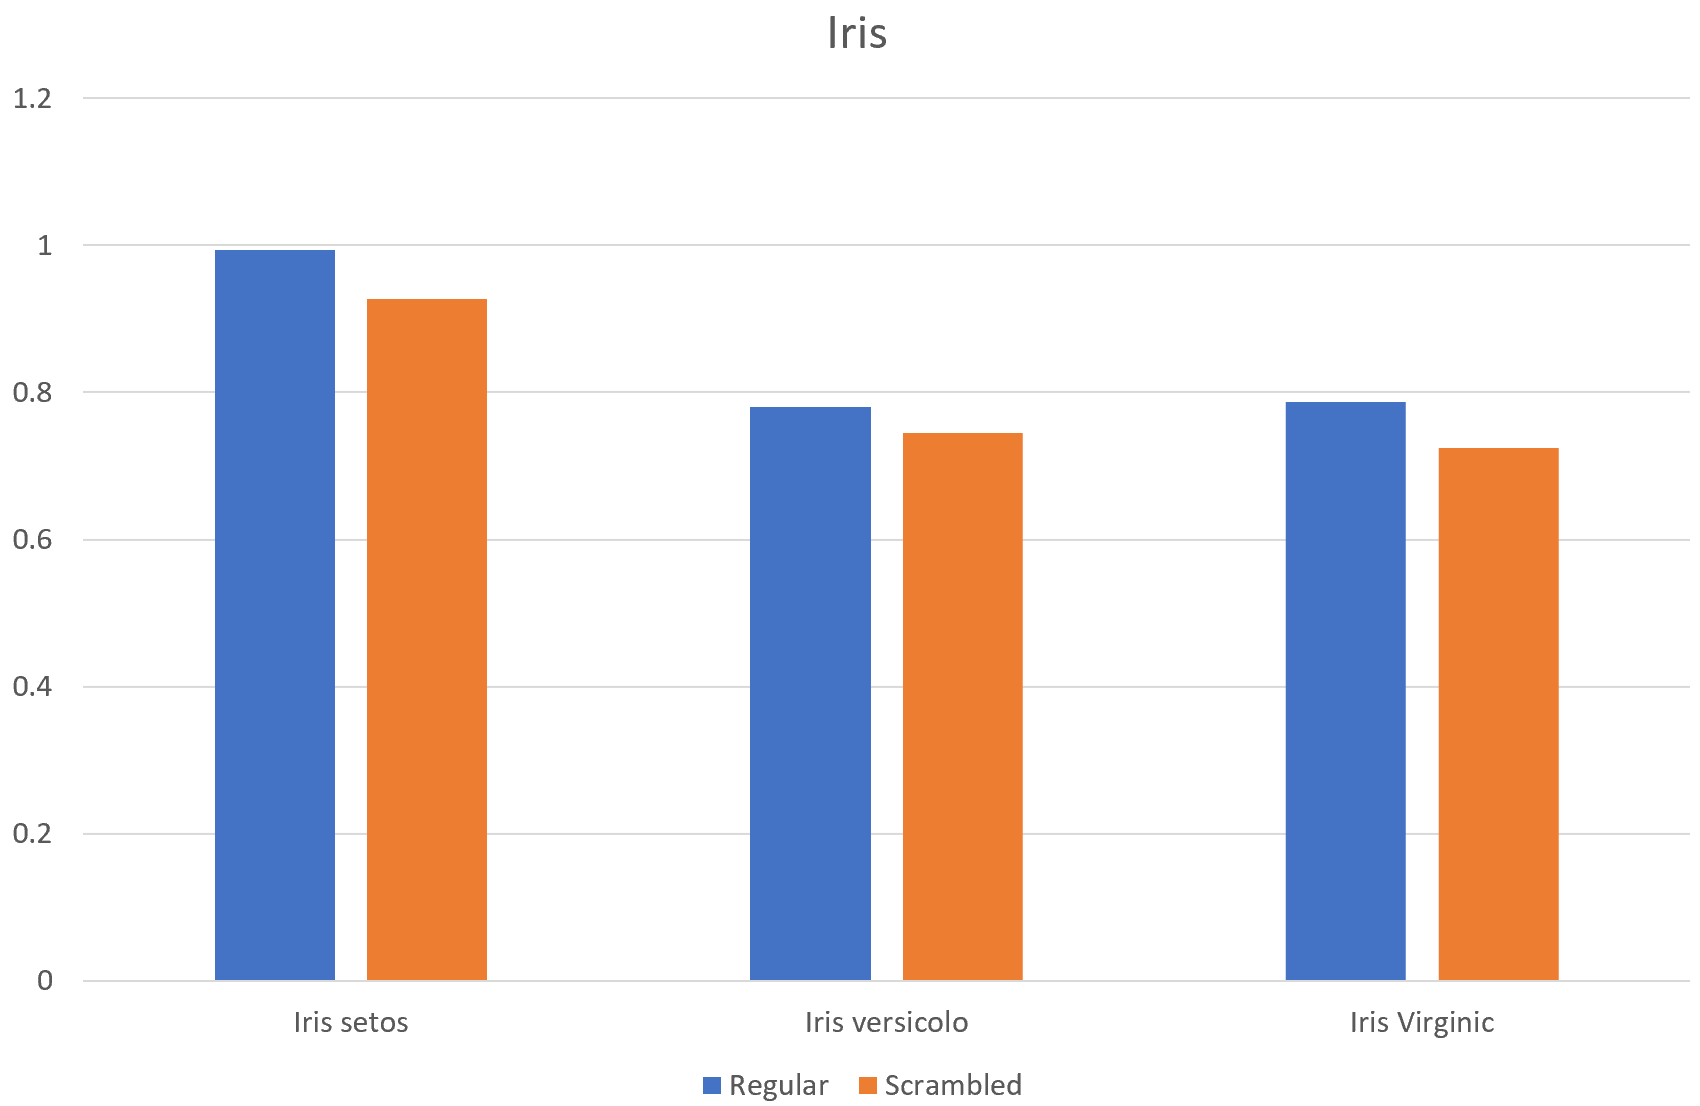 Iris
1.2
1
0.8
0.6
0.4
0.2
0
Iris setos
Iris versicolo
Iris Virginic
Regular
Scrambled